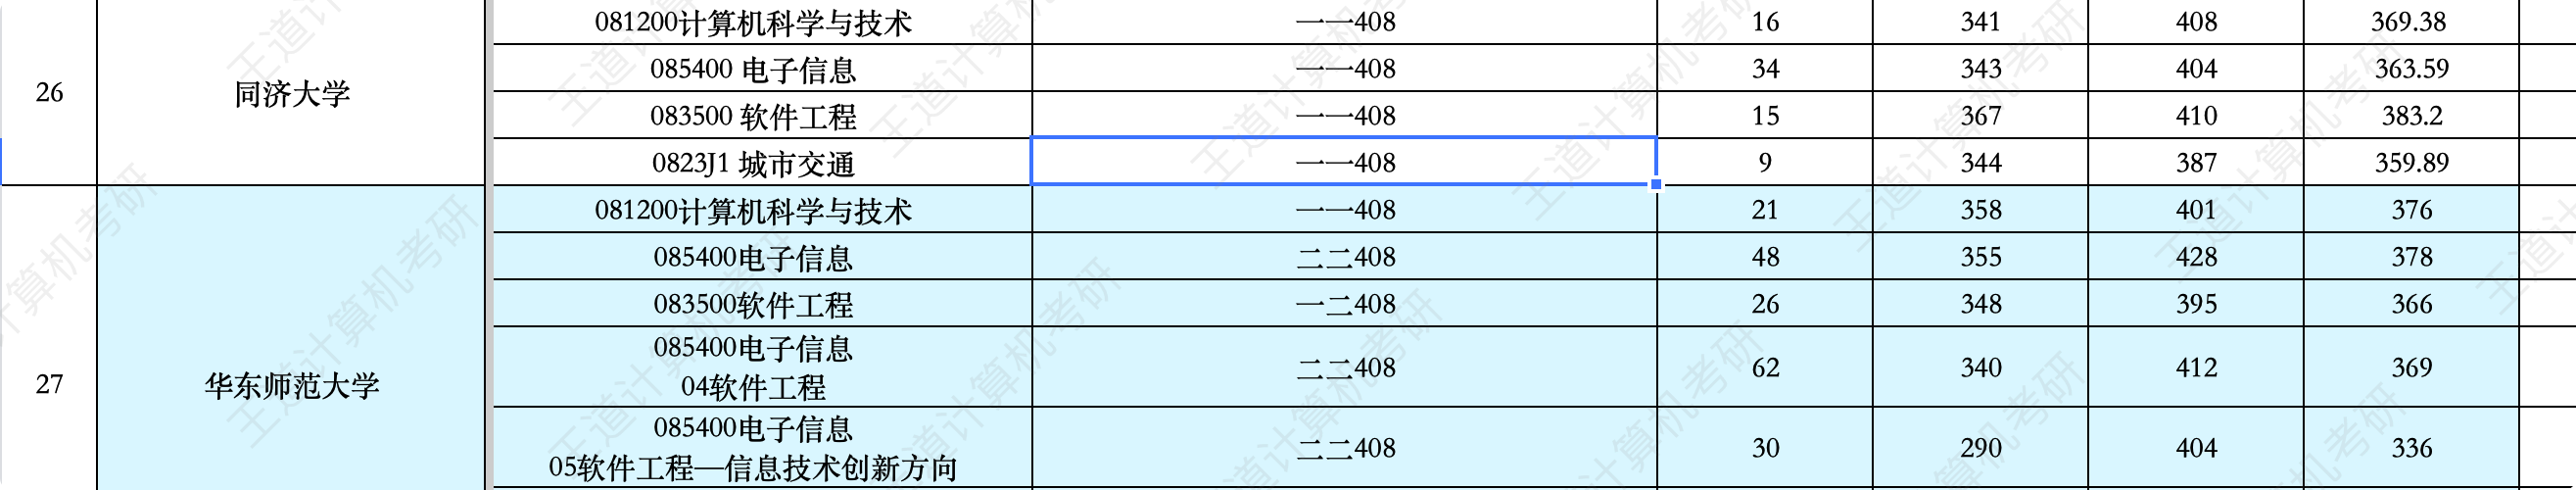 081200计算机科学与技术 一一408 16 341 408 369.38
085400 电子信息 一一408 34 343 404 363.59
26 同济大学
083500 软件工程 一一408 15 367 410 383.2
0823J1 城市交通 一一408 9 344 387 359.89
081200计算机科学与技术 一一408 21 358 401 376
085400电子信息 二二408 48 355 428 378
083500软件工程 一二408 26 348 395 366
27 华东师范大学
085400电子信息
04软件工程 二二408 62 340 412 369
085400电子信息
05软件工程—信息技术创新方向 二二408 30 290 404 336
王道计算机考研